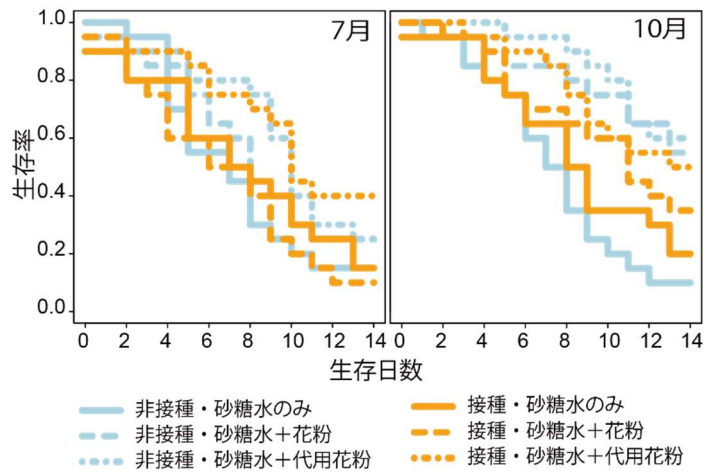 7月
10月
生存率
1.0
0.8
0.6
0.4
0.2
0.0
0 2 4 6 8 10 12 14
0 2 4 6 8 10 12 14
生存日数
非接種・砂糖水のみ
非接種・砂糖水＋花粉
非接種・砂糖水＋代用花粉
接種・砂糖水のみ
接種・砂糖水＋花粉
接種・砂糖水＋代用花粉